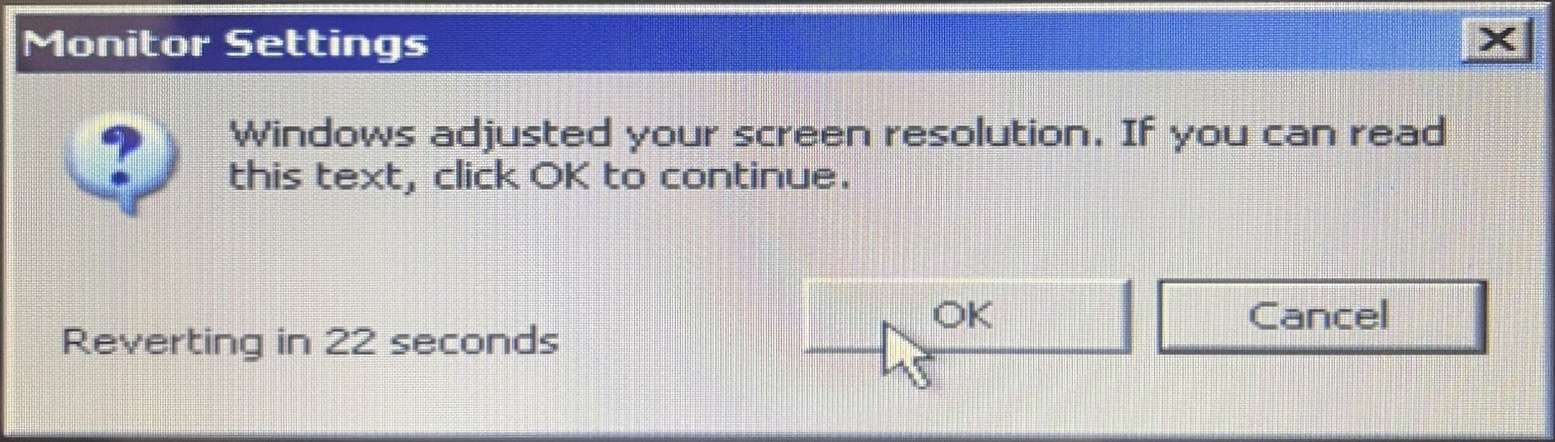 Monitor Settings
Windows adjusted your screen resolution. If you can read
this text, click OK to continue.
Reverting in 22 seconds
OK
Cancel